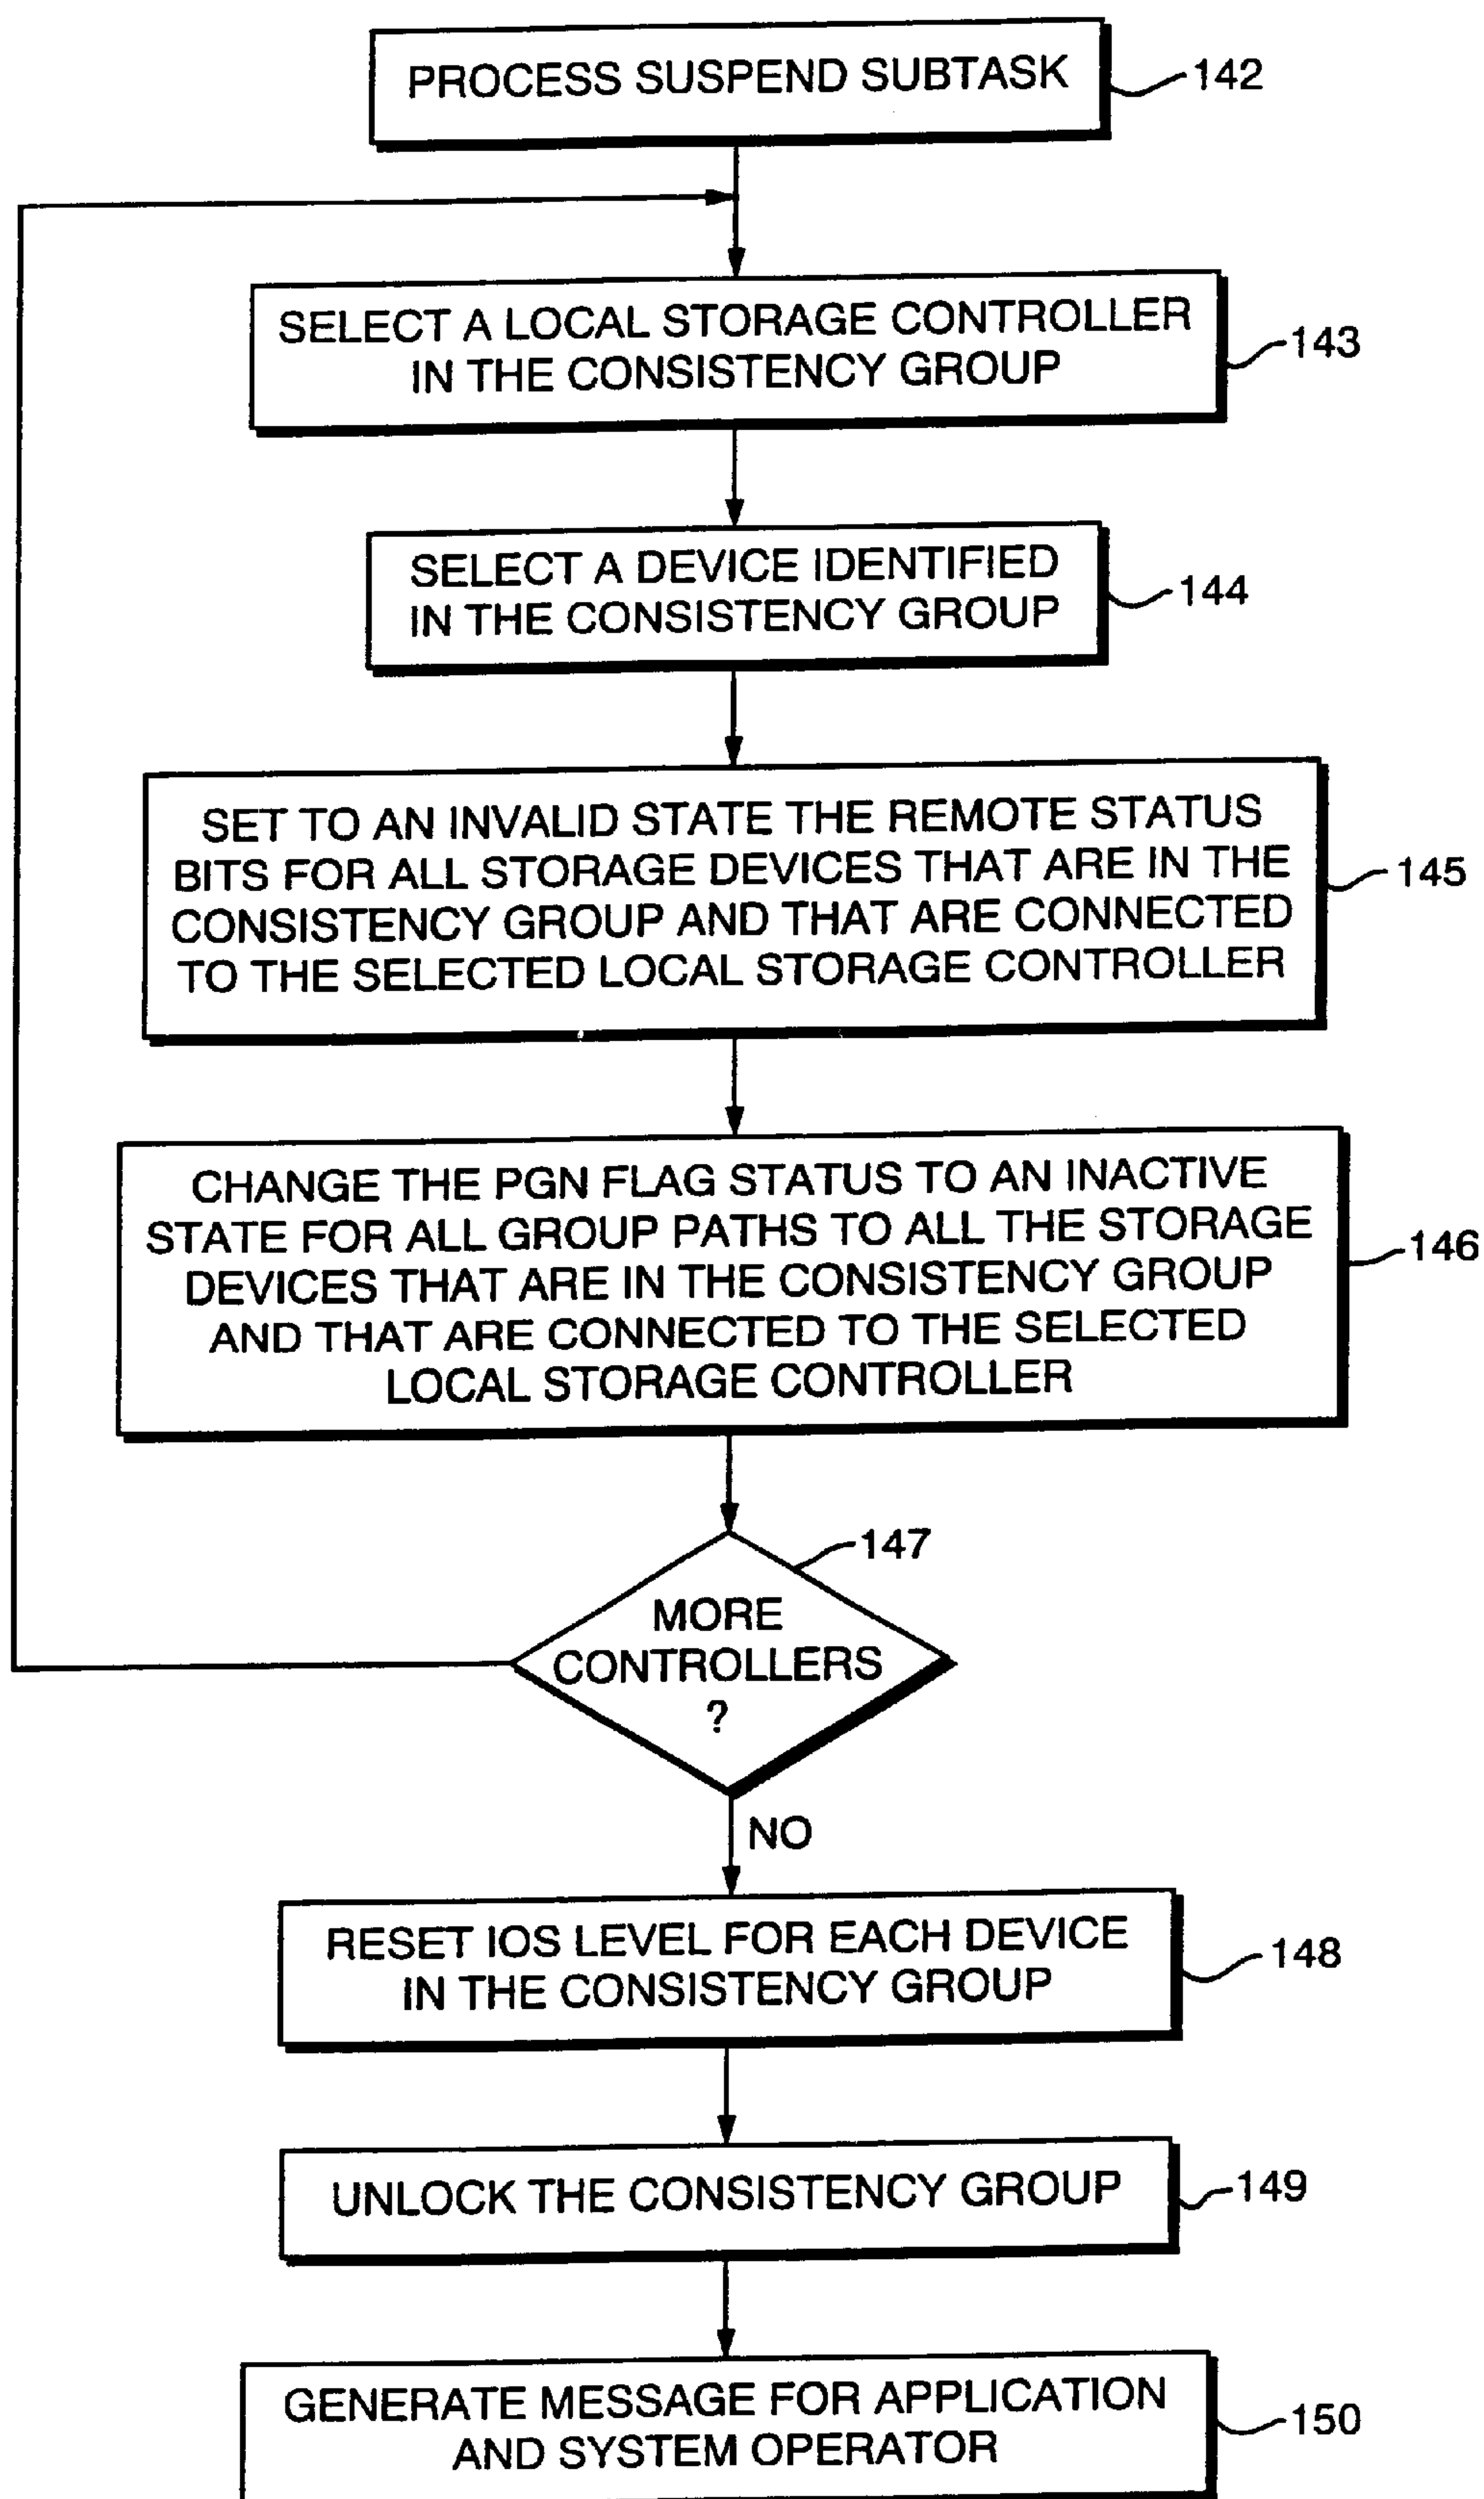 PROCESS SUSPEND SUBTASK
142
SELECT A LOCAL STORAGE CONTROLLER
IN THE CONSISTENCY GROUP
143
SELECT A DEVICE IDENTIFIED
IN THE CONSISTENCY GROUP
144
SET TO AN INVALID STATE THE REMOTE STATUS
BITS FOR ALL STORAGE DEVICES THAT ARE IN THE
CONSISTENCY GROUP AND THAT ARE CONNECTED
TO THE SELECTED LOCAL STORAGE CONTROLLER
145
CHANGE THE PGN FLAG STATUS TO AN INACTIVE
STATE FOR ALL GROUP PATHS TO ALL THE STORAGE
DEVICES THAT ARE IN THE CONSISTENCY GROUP
AND THAT ARE CONNECTED TO THE SELECTED
LOCAL STORAGE CONTROLLER
146
147
MORE
CONTROLLERS
?
NO
RESET IOS LEVEL FOR EACH DEVICE
IN THE CONSISTENCY GROUP
148
UNLOCK THE CONSISTENCY GROUP
149
GENERATE MESSAGE FOR APPLICATION
AND SYSTEM OPERATOR
150